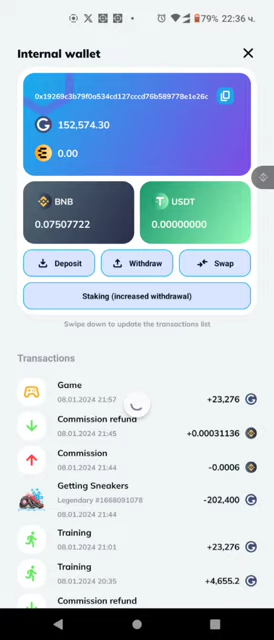 79% 22:36 ч.
Internal wallet
0x19269c3b79f0a534cd127cccd76b589778e1e26c
152,574.30
0.00
BNB
USDT
0.07507722
0.00000000
Deposit
Withdraw
Swap
Staking (increased withdrawal)
Swipe down to update the transactions list
Transactions
Game
08.01.2024 21:57
+23,276
Commission refund
08.01.2024 21:45
+0.00031136
Commission
08.01.2024 21:44
-0.0006
Getting Sneakers
Legendary #1668091078
08.01.2024 21:44
-202,400
Training
08.01.2024 21:01
+23,276
Training
08.01.2024 20:35
+4,655.2
Commission refund